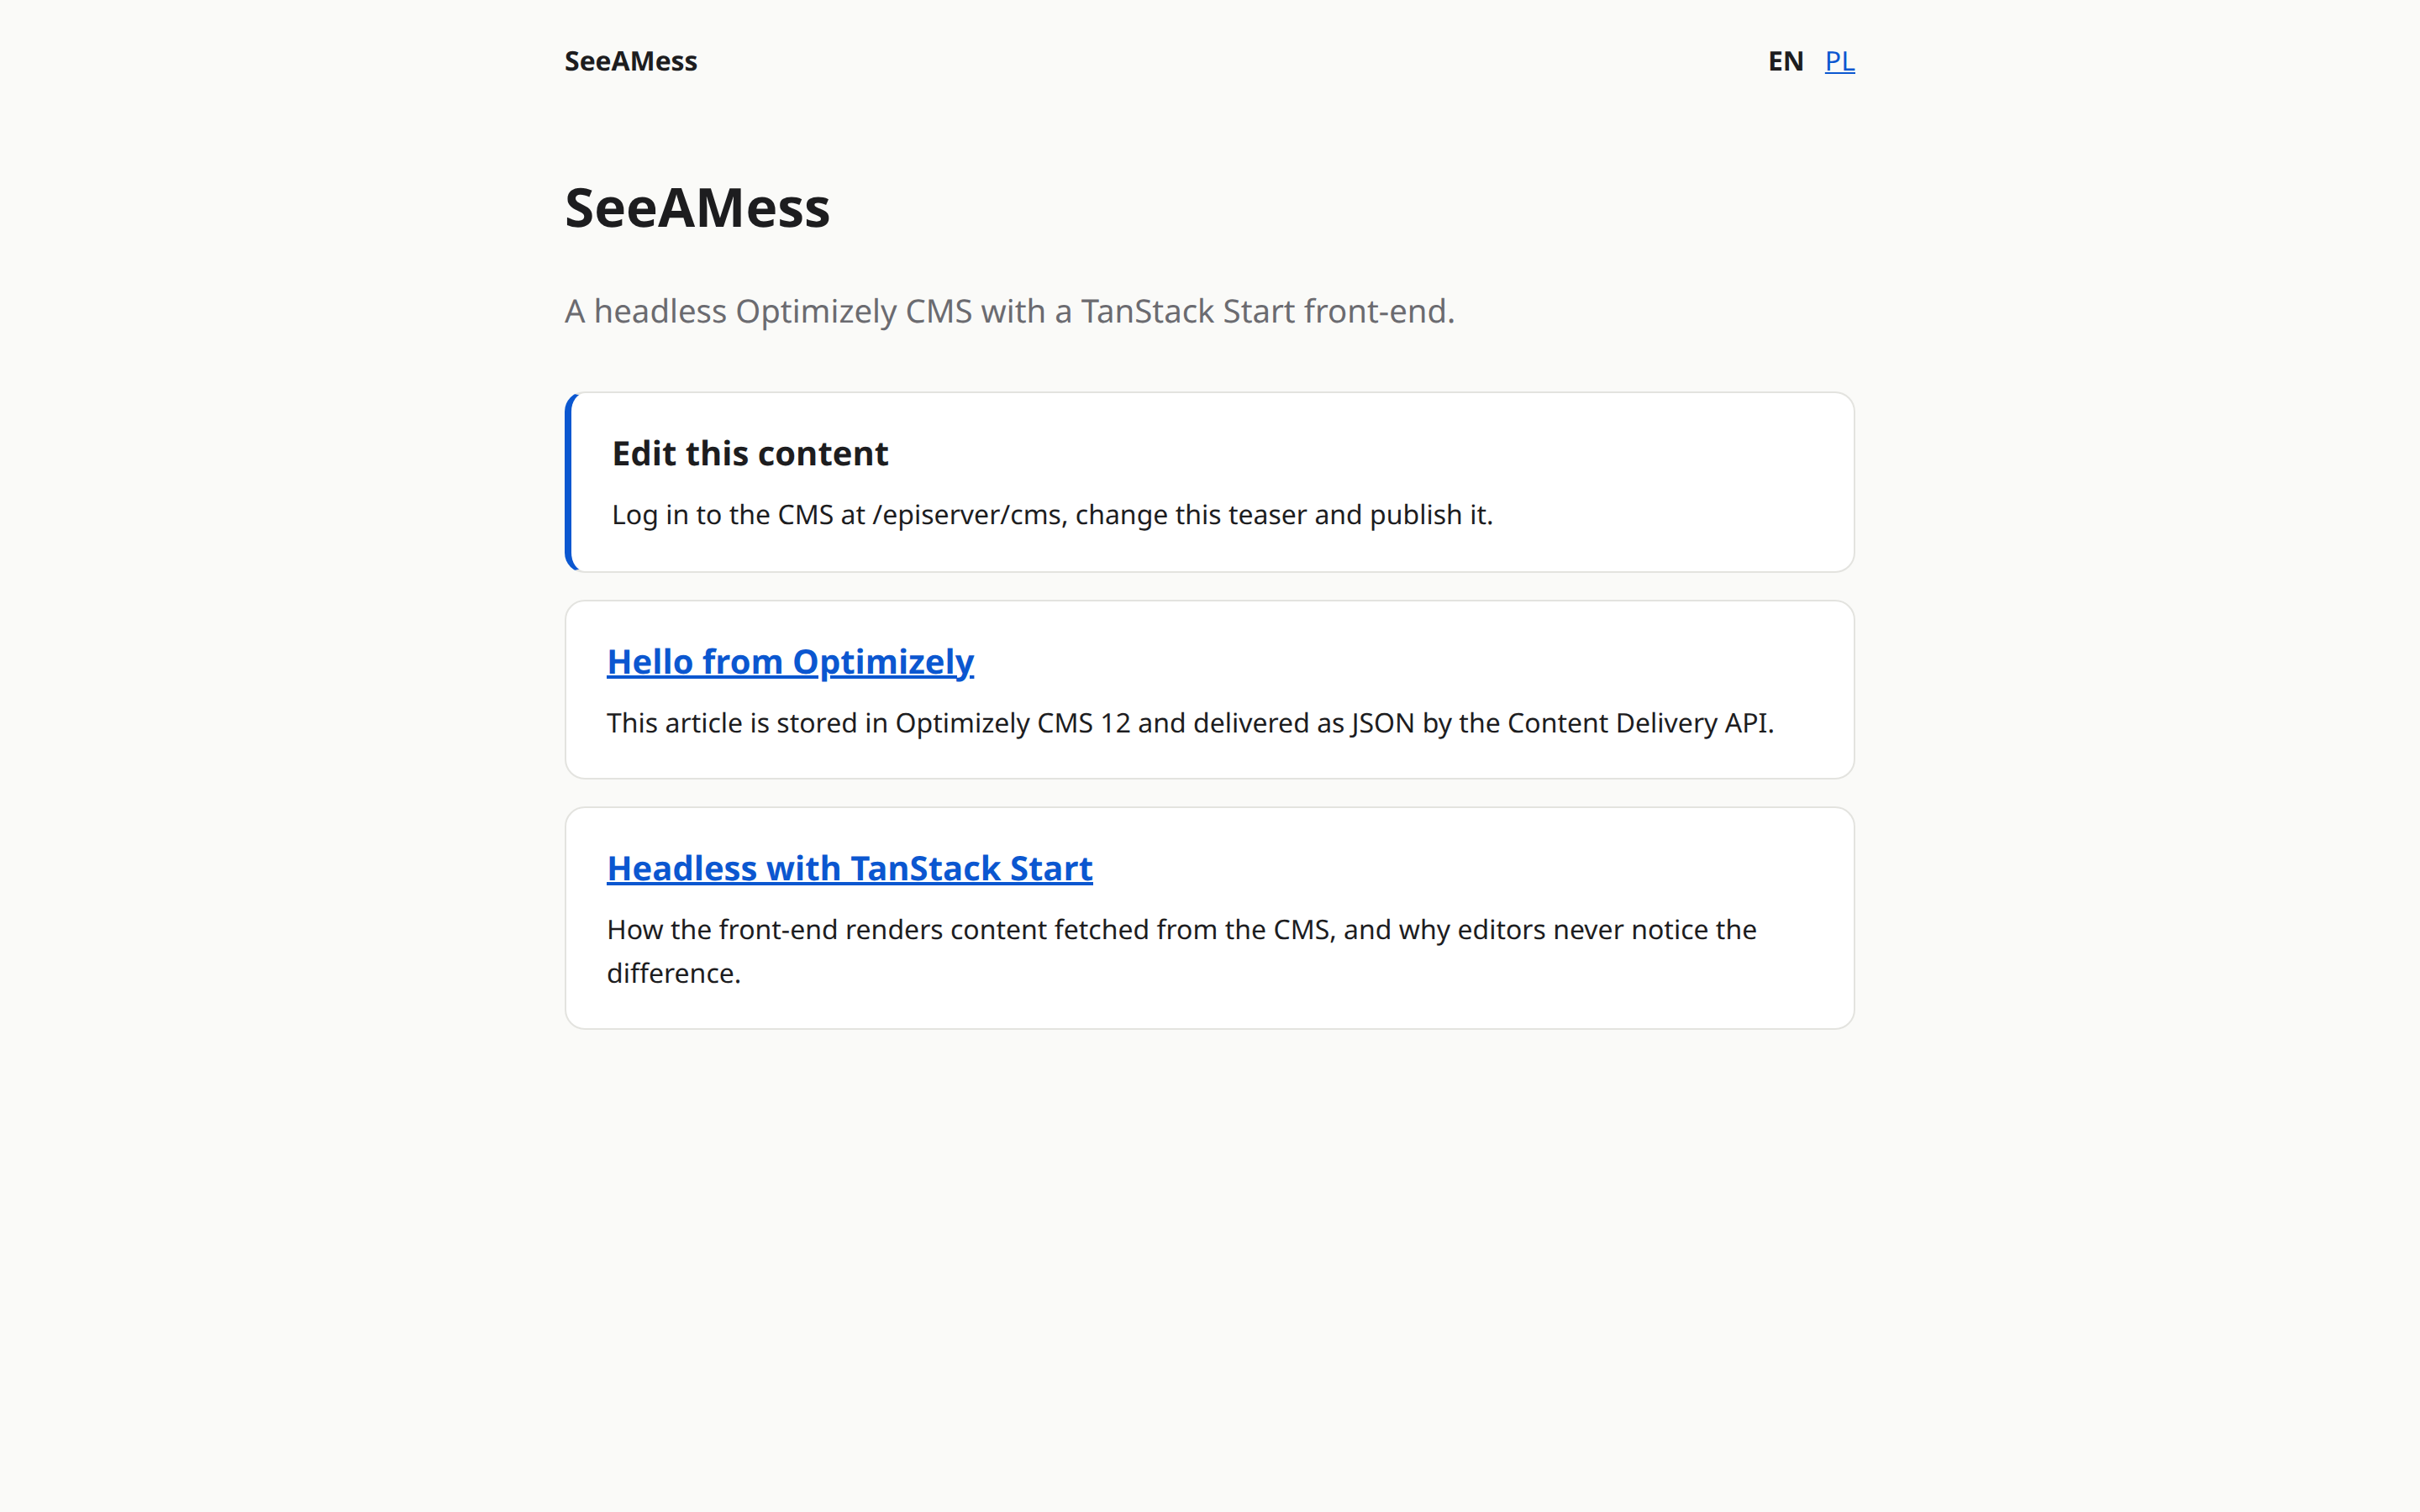 SeeAMess
EN PL
SeeAMess
A headless Optimizely CMS with a TanStack Start front-end.
Edit this content
Log in to the CMS at /episerver/cms, change this teaser and publish it.
Hello from Optimizely
This article is stored in Optimizely CMS 12 and delivered as JSON by the Content Delivery API.
Headless with TanStack Start
How the front-end renders content fetched from the CMS, and why editors never notice the
difference.